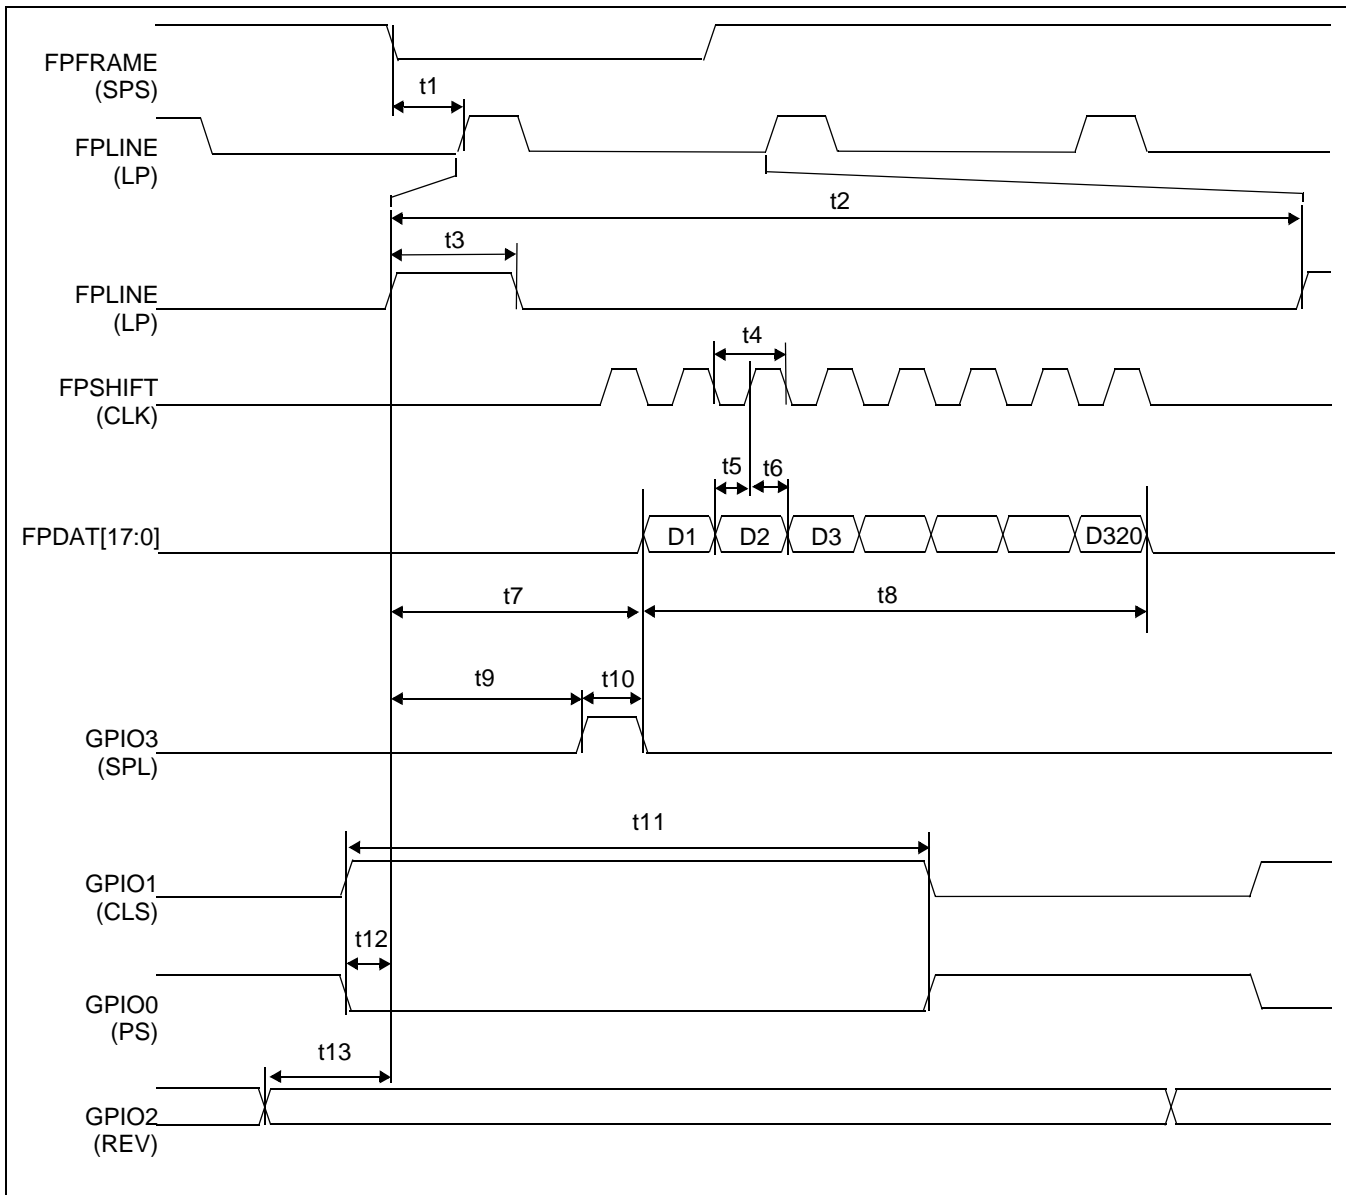 FPFRAME
(SPS)
t1
FPLINE
(LP)
t2
t3
FPLINE
(LP)
t4
FPSHIFT
(CLK)
t5
t6
FPDAT[17:0]
D1
D2
D3
D320
t7
t8
t9
t10
GPIO3
(SPL)
t11
GPIO1
(CLS)
t12
GPIO0
(PS)
t13
GPIO2
(REV)